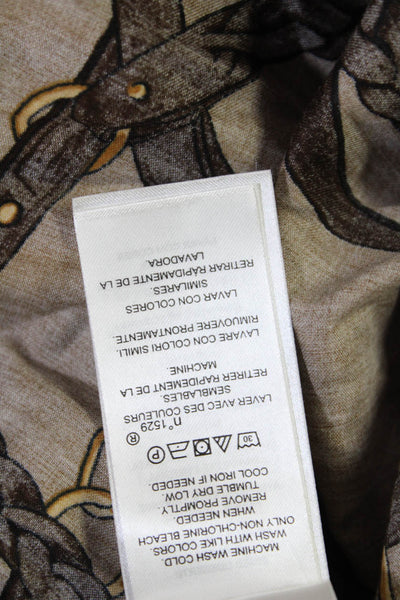 MACHINE WASH COLD.
WASH WITH LIKE COLORS.
ONLY NON-CHLORINE BLEACH
WHEN NEEDED.
REMOVE PROMPTLY.
TUMBLE DRY LOW.
COOL IRON IF NEEDED.
30 P
n° 1529 ®
LAVER AVEC DES COULEURS
SEMBLABLES.
RETIRER RAPIDEMENT DE LA
MACHINE.
LAVARE CON COLORI SIMILI.
RIMUOVERE PRONTAMENTE.
LAVAR CON COLORES
SIMILARES.
RETIRAR RÁPIDAMENTE DE LA
LAVADORA.